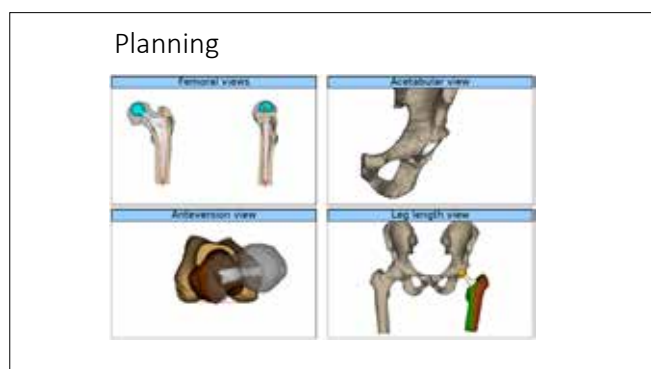 Planning
Femoral views
Acetabular view
Anteversion view
Leg length view